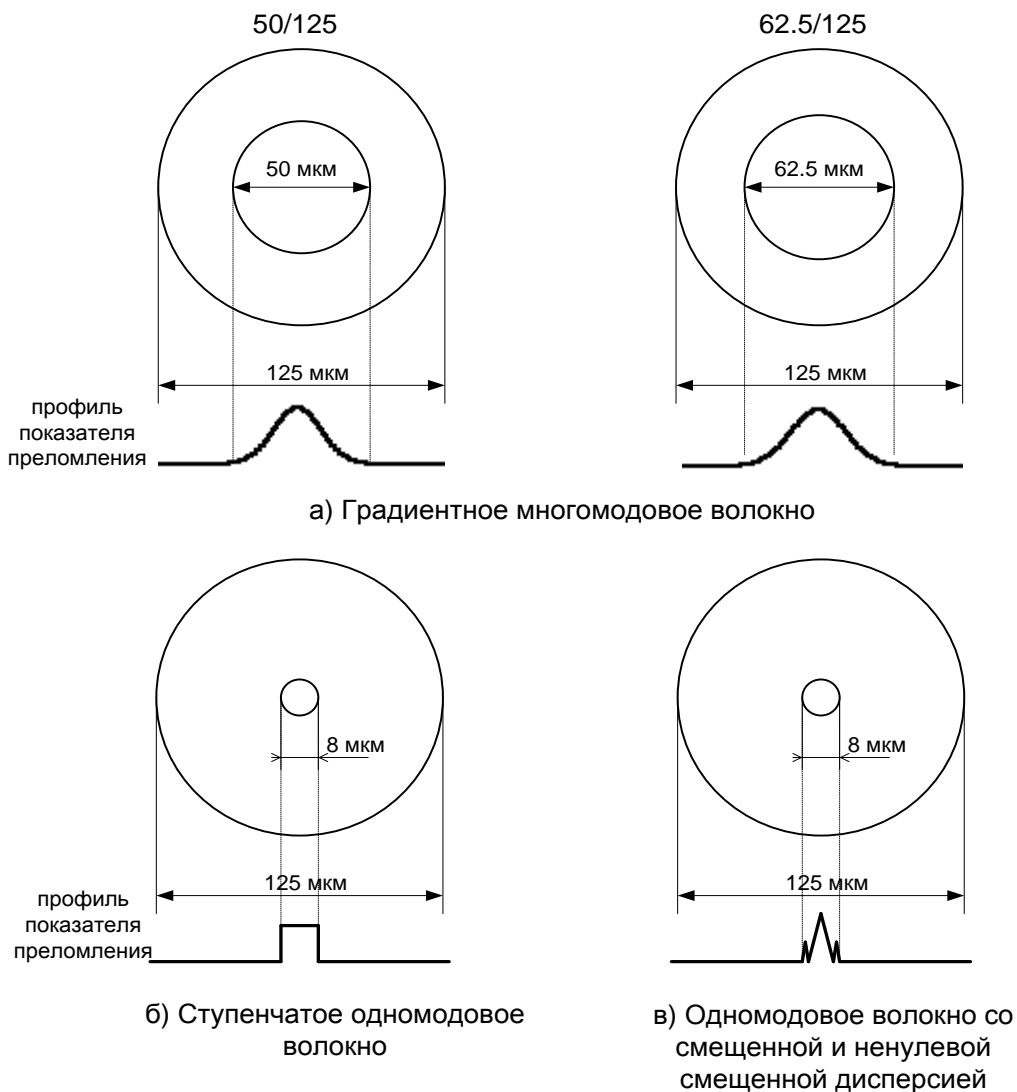 50/125
62.5/125
50 мкм
62.5 мкм
125 мкм
125 мкм
профиль
показателя
преломления
а) Градиентное многомодовое волокно
8 мкм
8 мкм
125 мкм
125 мкм
профиль
показателя
преломления
б) Ступенчатое одномодовое
волокно
в) Одномодовое волокно со
смещенной и ненулевой
смещенной дисперсией